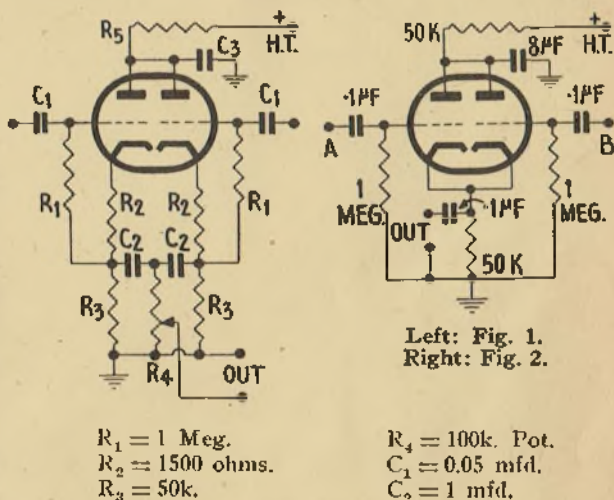 R5
+
H.T.
C3
C1
C1
R1
R2
R2
R1
C2
C2
R3
R3
R4
OUT
+
50K
H.T.
8µF
·1µF
·1µF
A
B
1
MEG.
1
MEG.
·1µF
OUT
50K
Left: Fig. 1.
Right: Fig. 2.
R₁ = 1 Meg.
R₂ = 1500 ohms.
R₃ = 50k.
R₄ = 100k. Pot.
C₁ = 0.05 mfd.
C₂ = 1 mfd.